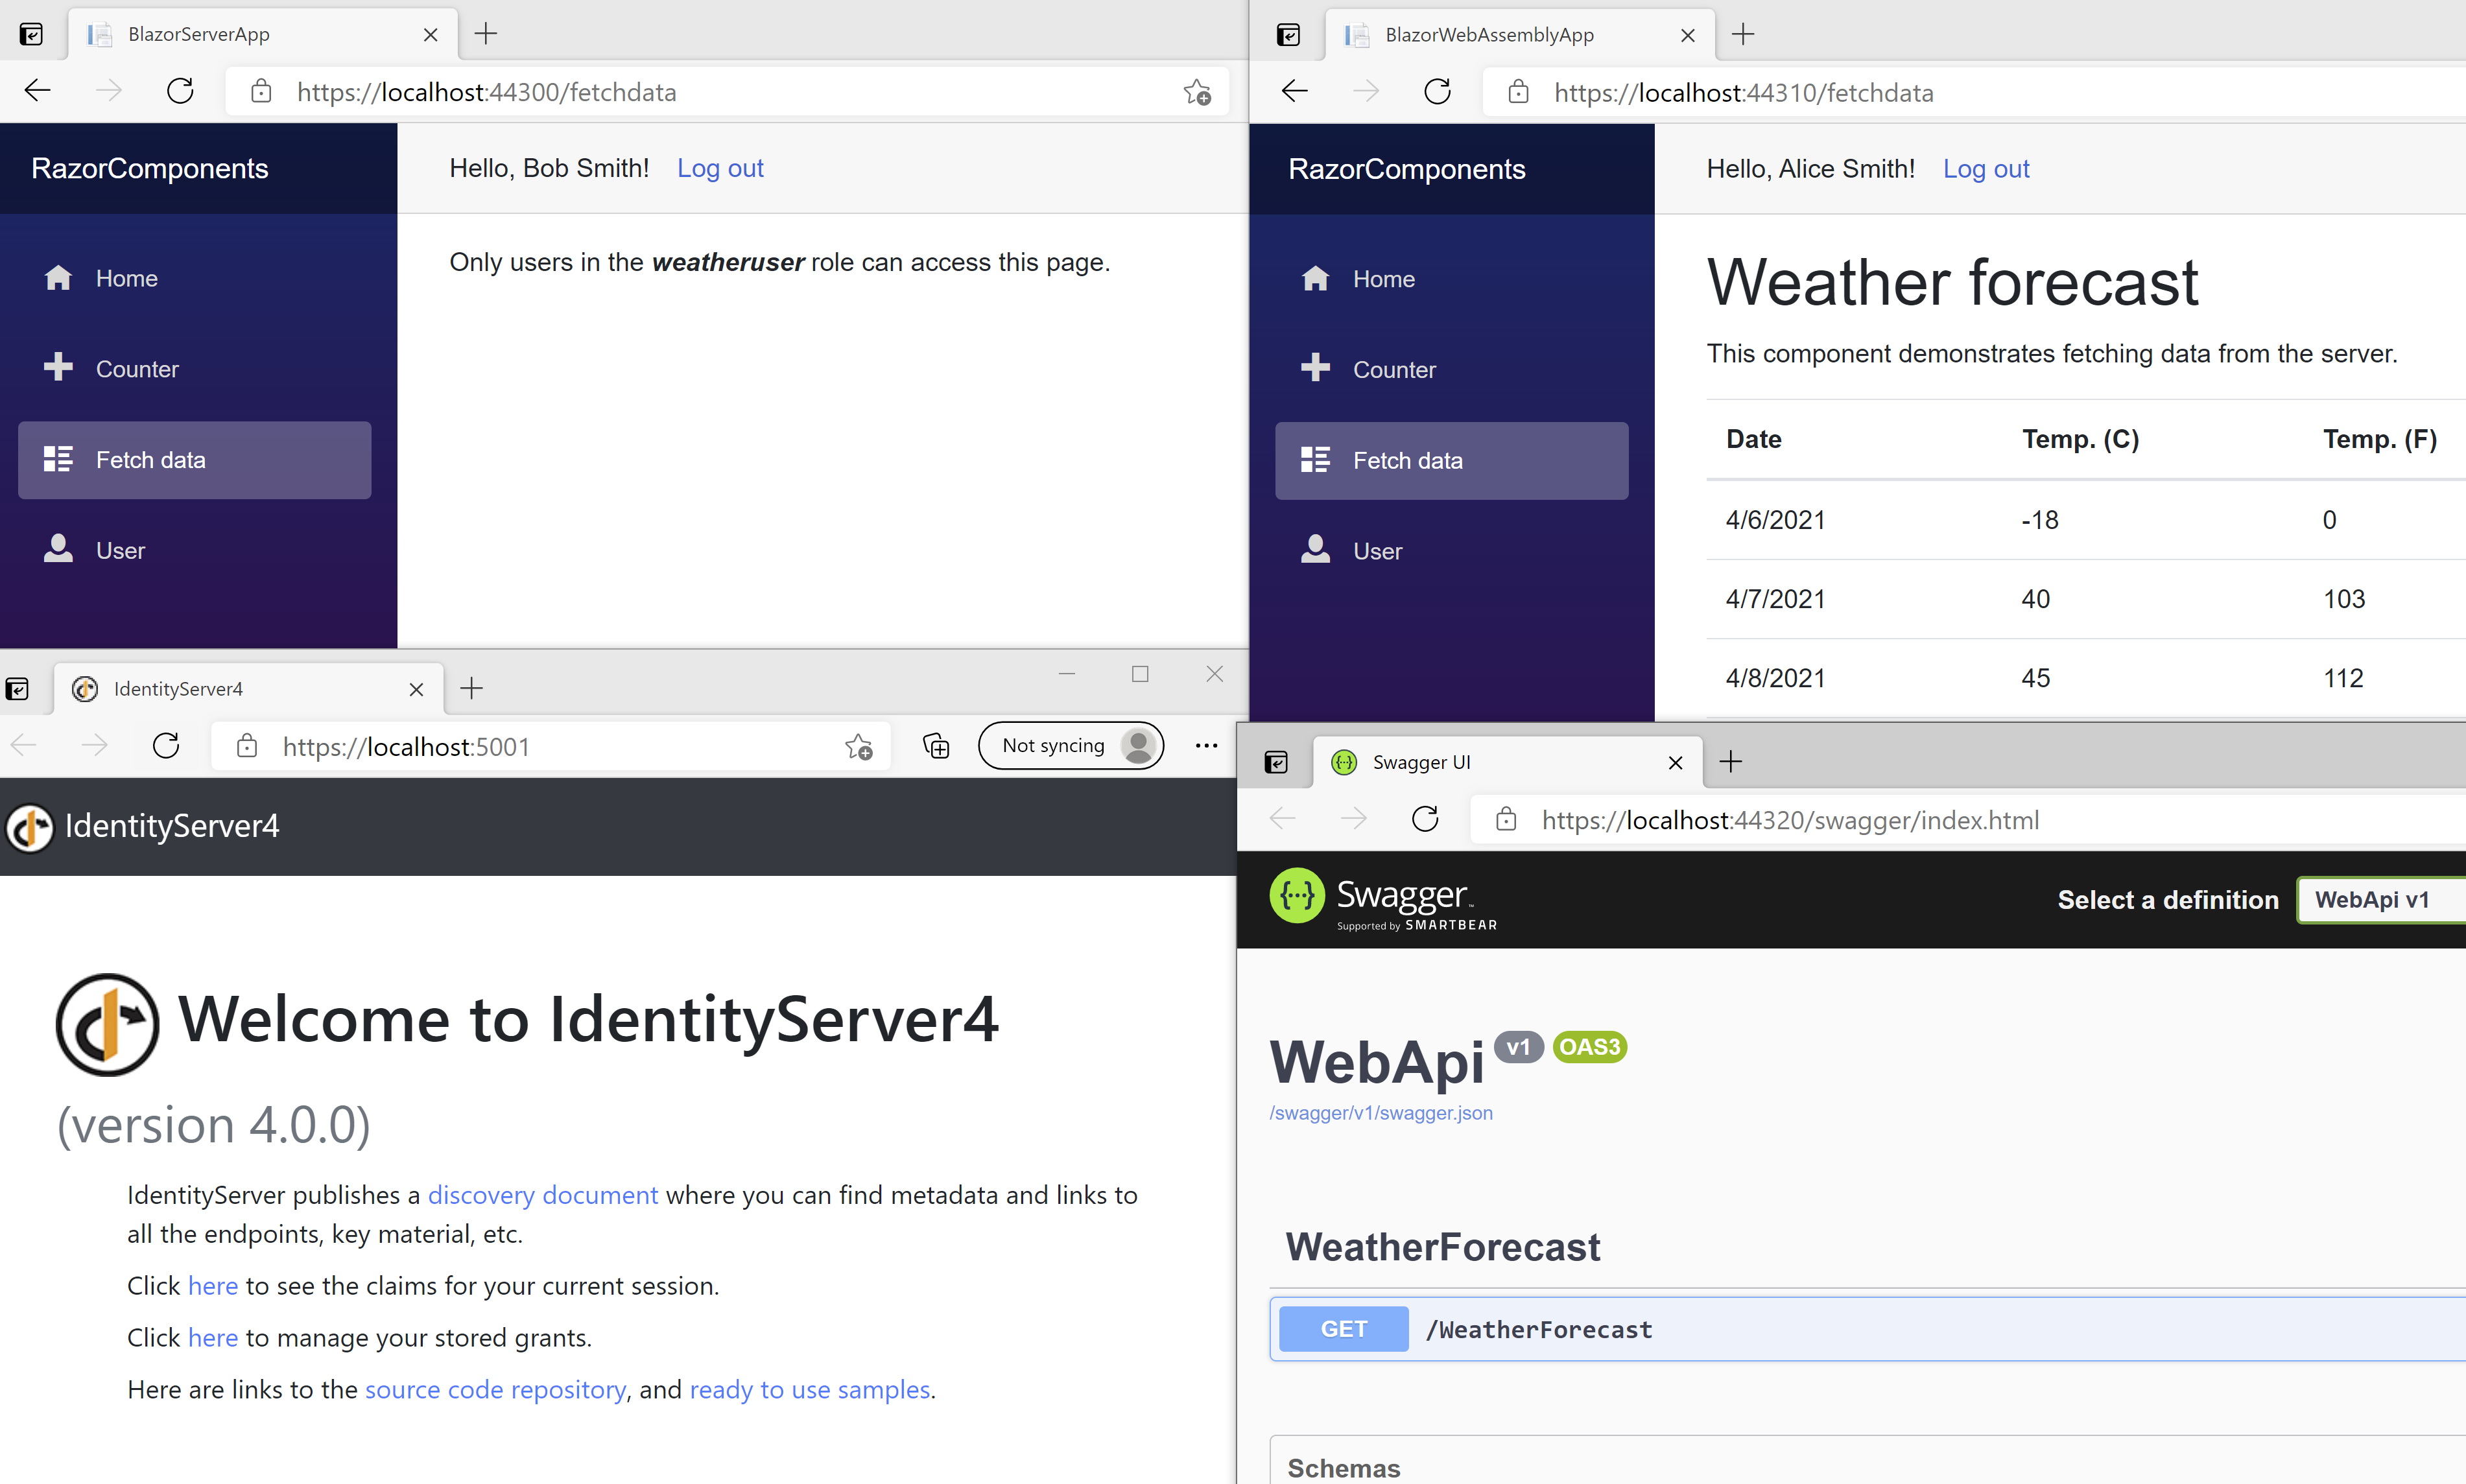 BlazorServerApp
https://localhost:44300/fetchdata
RazorComponents
Hello, Bob Smith! Log out
Home
Counter
Fetch data
User
Only users in the weatheruser role can access this page.
BlazorWebAssemblyApp
https://localhost:44310/fetchdata
RazorComponents
Hello, Alice Smith! Log out
Home
Counter
Fetch data
User
Weather forecast
This component demonstrates fetching data from the server.
Date Temp. (C) Temp. (F)
4/6/2021 -18 0
4/7/2021 40 103
4/8/2021 45 112
IdentityServer4
https://localhost:5001
Not syncing
IdentityServer4
Welcome to IdentityServer4
(version 4.0.0)
IdentityServer publishes a discovery document where you can find metadata and links to
all the endpoints, key material, etc.
Click here to see the claims for your current session.
Click here to manage your stored grants.
Here are links to the source code repository, and ready to use samples.
Swagger UI
https://localhost:44320/swagger/index.html
Swagger™
Supported by SMARTBEAR
Select a definition WebApi v1
WebApi v1 OAS3
/swagger/v1/swagger.json
WeatherForecast
GET /WeatherForecast
Schemas